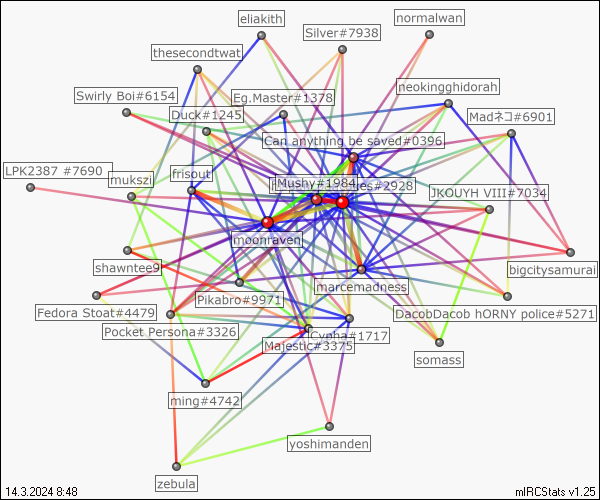 eliakith
normalwan
Silver#7938
thesecondtwat
neokingghidorah
Swirly Boi#6154
Eg.Master#1378
Duck#1245
Madネコ#6901
Can anything be saved#0396
LPK2387 #7690
frisout
mukszi
Mushy#1984
#2928
JKOUYH VIII#7034
moonraven
shawntee9
bigcitysamurai
marcemadness
Pikabro#9971
Fedora Stoat#4479
DacobDacob hORNY police#5271
Pocket Persona#3326
Cypha#1717
Majestic#3375
somass
ming#4742
yoshimanden
zebula
14.3.2024 8:48
mIRCStats v1.25